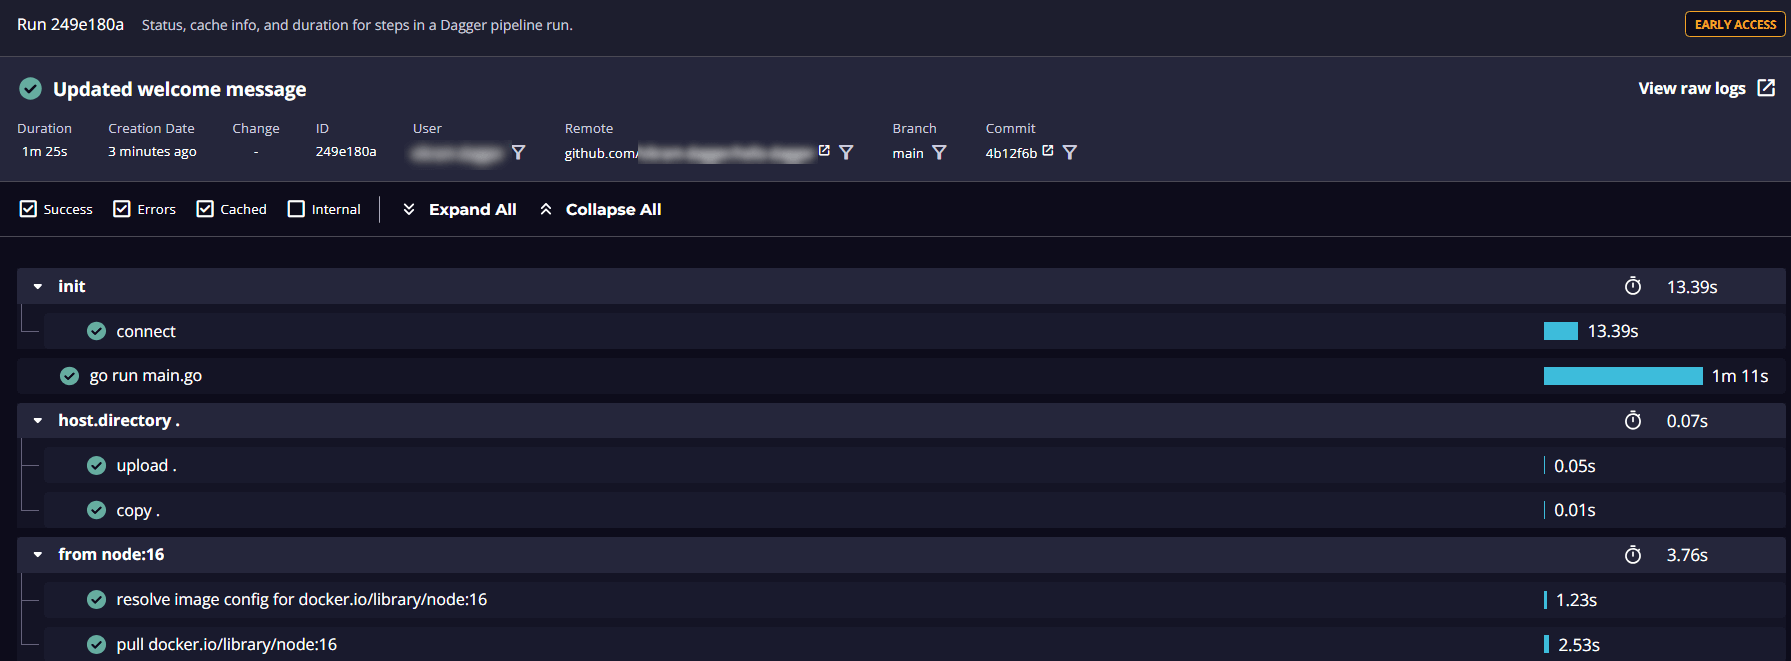 Run 249e180a Status, cache info, and duration for steps in a Dagger pipeline run. EARLY ACCESS
Updated welcome message View raw logs
Duration Creation Date Change ID User Remote Branch Commit
1m 25s 3 minutes ago - 249e180a github.com/ main 4b12f6b
Success Errors Cached Internal Expand All Collapse All
init 13.39s
connect 13.39s
go run main.go 1m 11s
host.directory . 0.07s
upload . 0.05s
copy . 0.01s
from node:16 3.76s
resolve image config for docker.io/library/node:16 1.23s
pull docker.io/library/node:16 2.53s